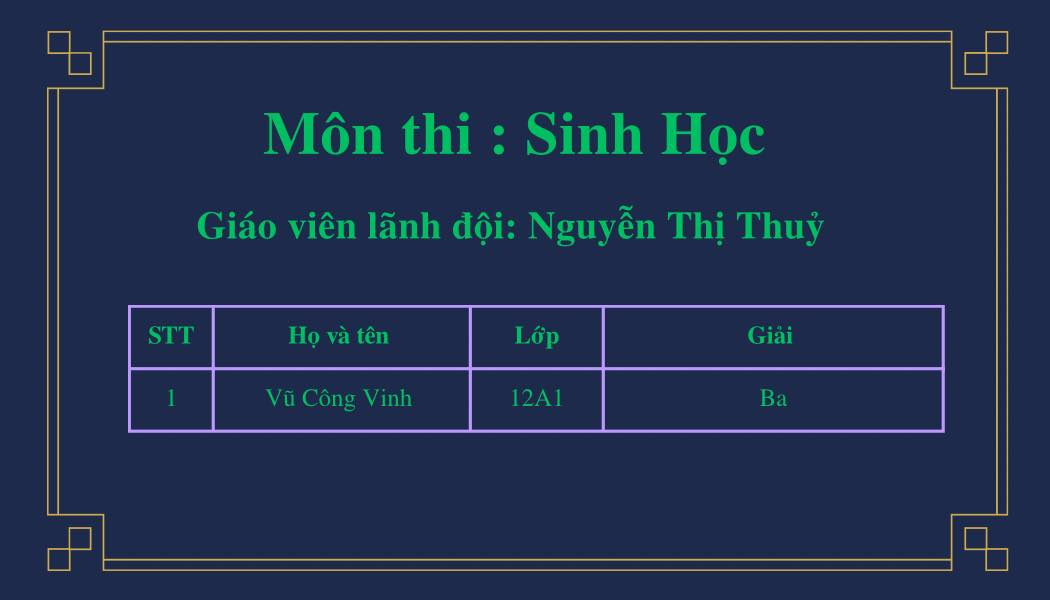 Môn thi : Sinh Học
Giáo viên lãnh đội: Nguyễn Thị Thuỷ
STT Họ và tên Lớp Giải
1 Vũ Công Vinh 12A1 Ba